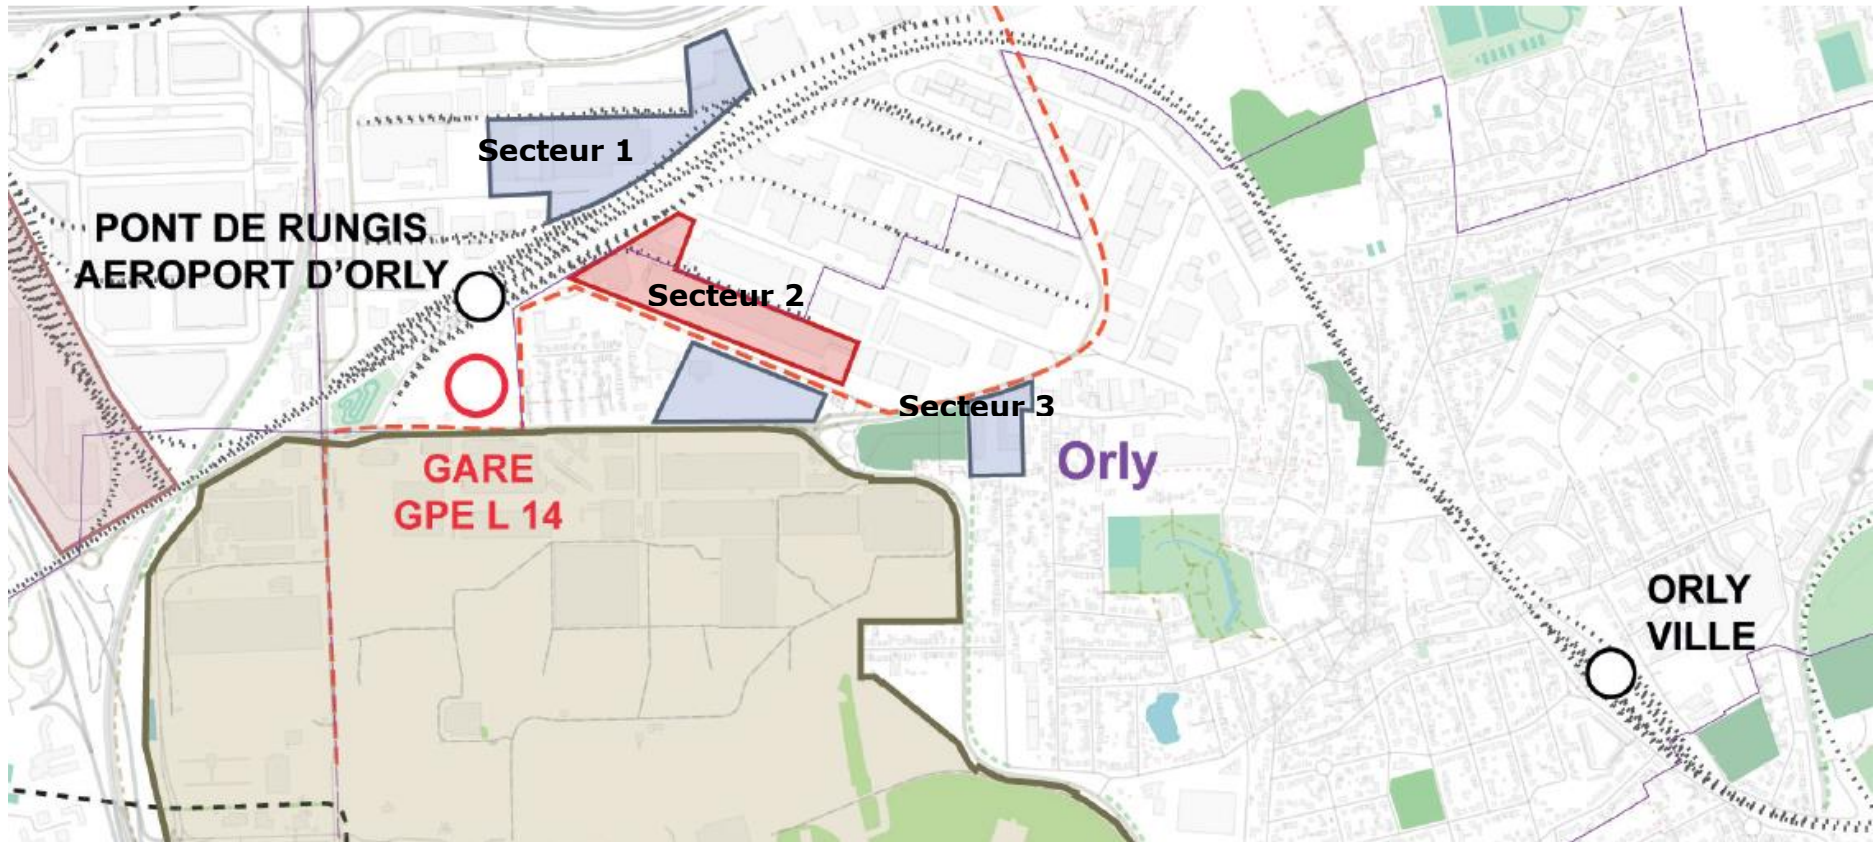 Secteur 1
PONT DE RUNGIS
AEROPORT D'ORLY
Secteur 2
Secteur 3
Orly
GARE
GPE L 14
ORLY
VILLE